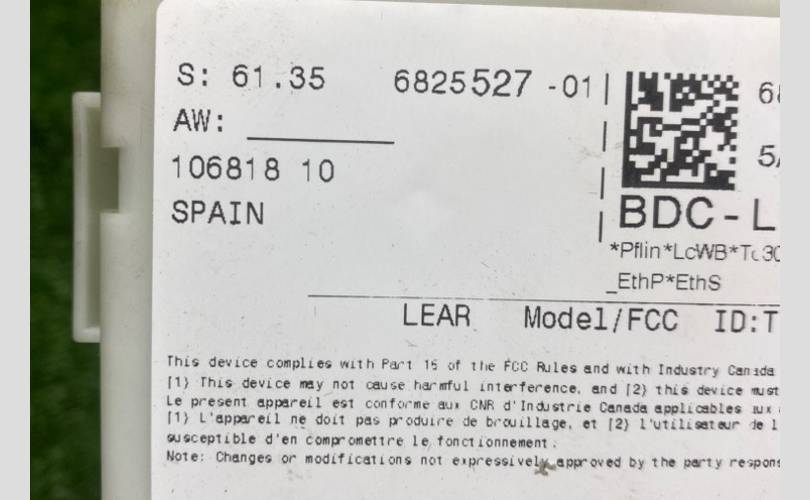 S: 61.35 6825527 -01
AW:
106818 10
SPAIN
5
BDC-L
*Pflin*LcWB*Tc30
_EthP*EthS
LEAR Model/FCC ID:T
This device complies with Part 15 of the FCC Rules and with Industry Canada
[1) This device may not cause harmful interference, and [2) this device must
Le present appareil est conforme aux CNR d'Industrie Canada applicables aux
[1) L'appareil ne doit pas produire de brouillage, et [2) l'utilisateur de l
susceptible d'en compromettre le fonctionnement.
Note: Changes or modifications not expressively approved by the party respons